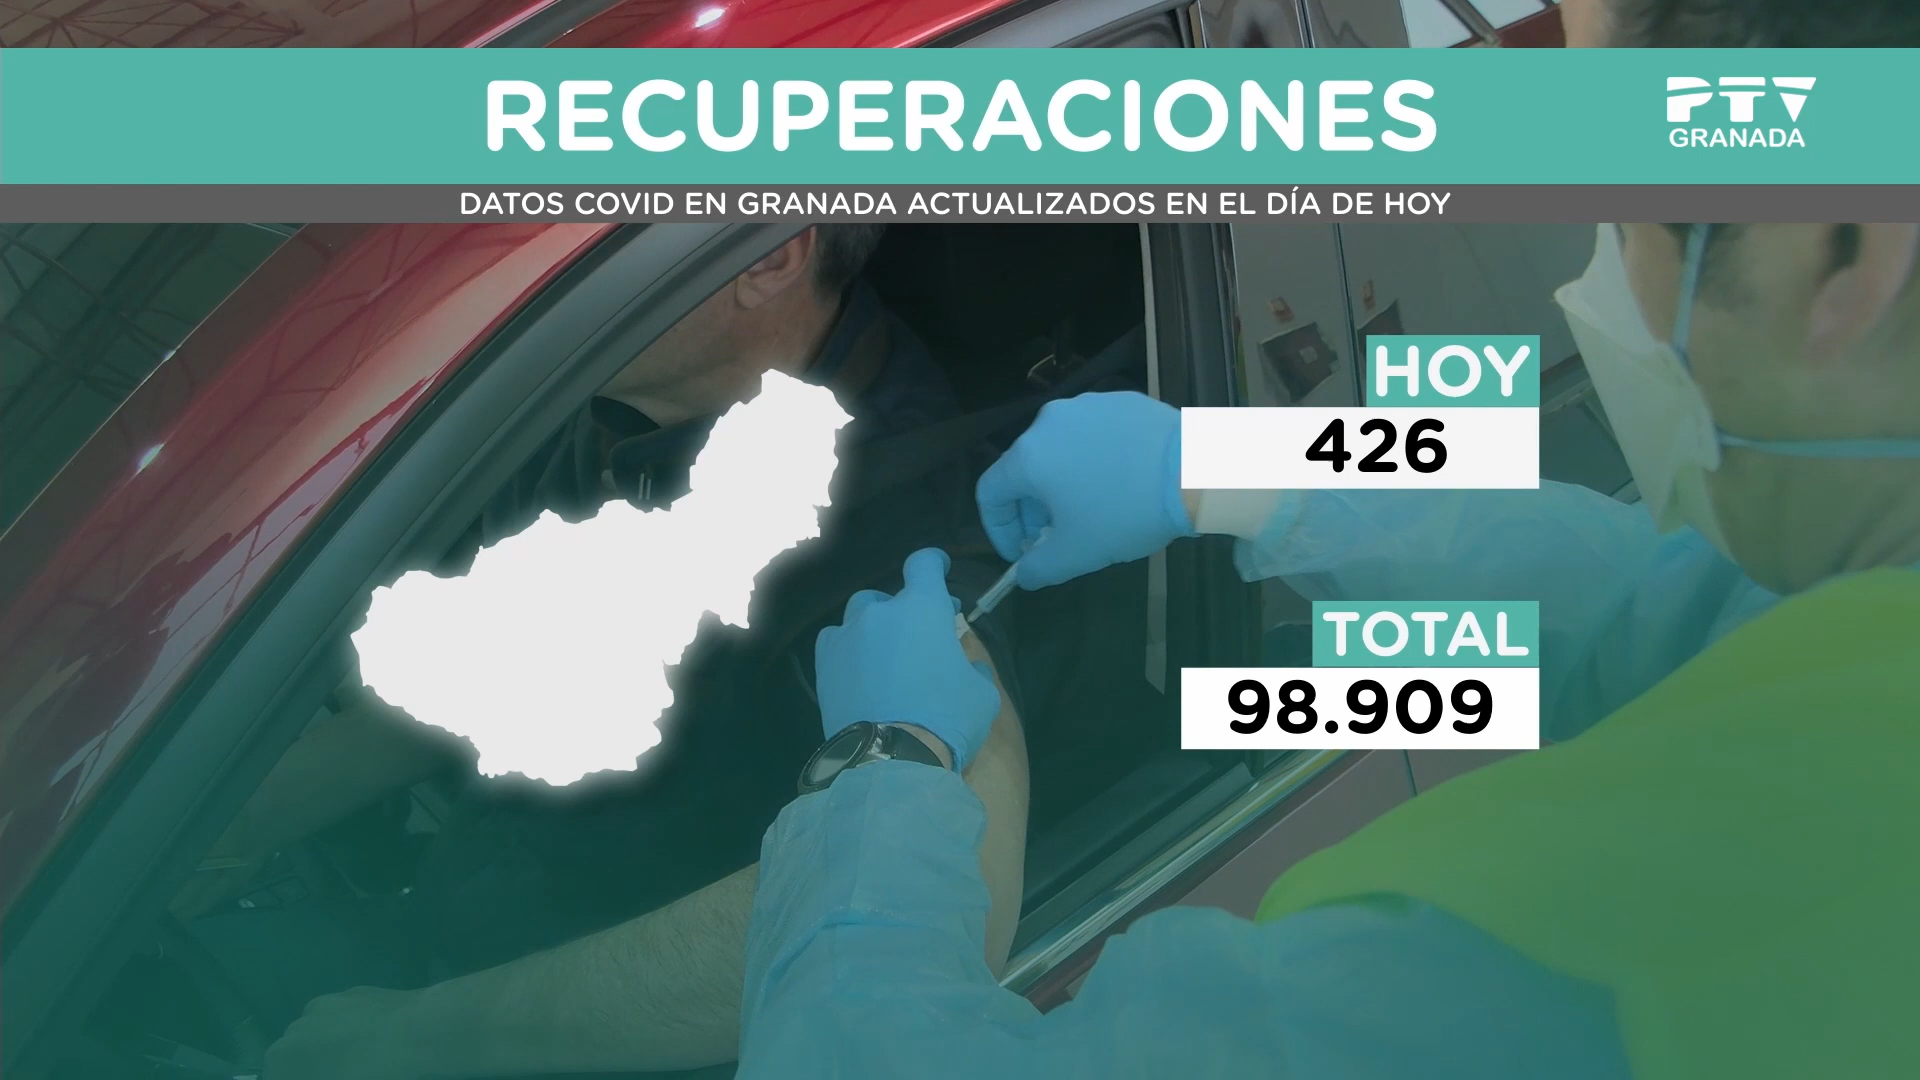 RECUPERACIONES
PTV
GRANADA
DATOS COVID EN GRANADA ACTUALIZADOS EN EL DÍA DE HOY
HOY
426
TOTAL
98.909